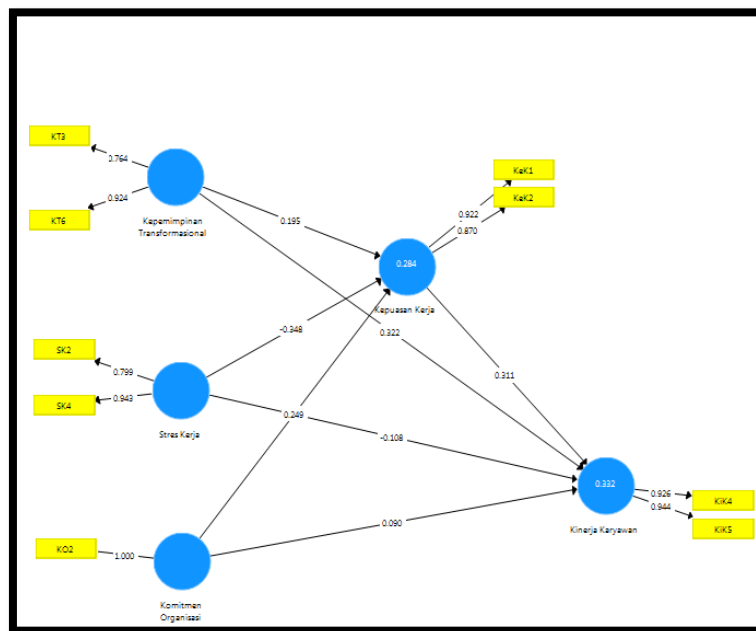 KT3
0.764
KT6
0.924
Kepemimpinan
Transformasional
0.195
KeK1
KeK2
0.922
0.870
0.284
Kepuasan Kerja
0.322
-0.348
0.311
SK2
0.799
SK4
0.943
Stres Kerja
0.249
-0.108
0.332
Kinerja Karyawan
0.926
KiK4
0.944
KiK5
0.090
KO2
1.000
Komitmen
Organisasi